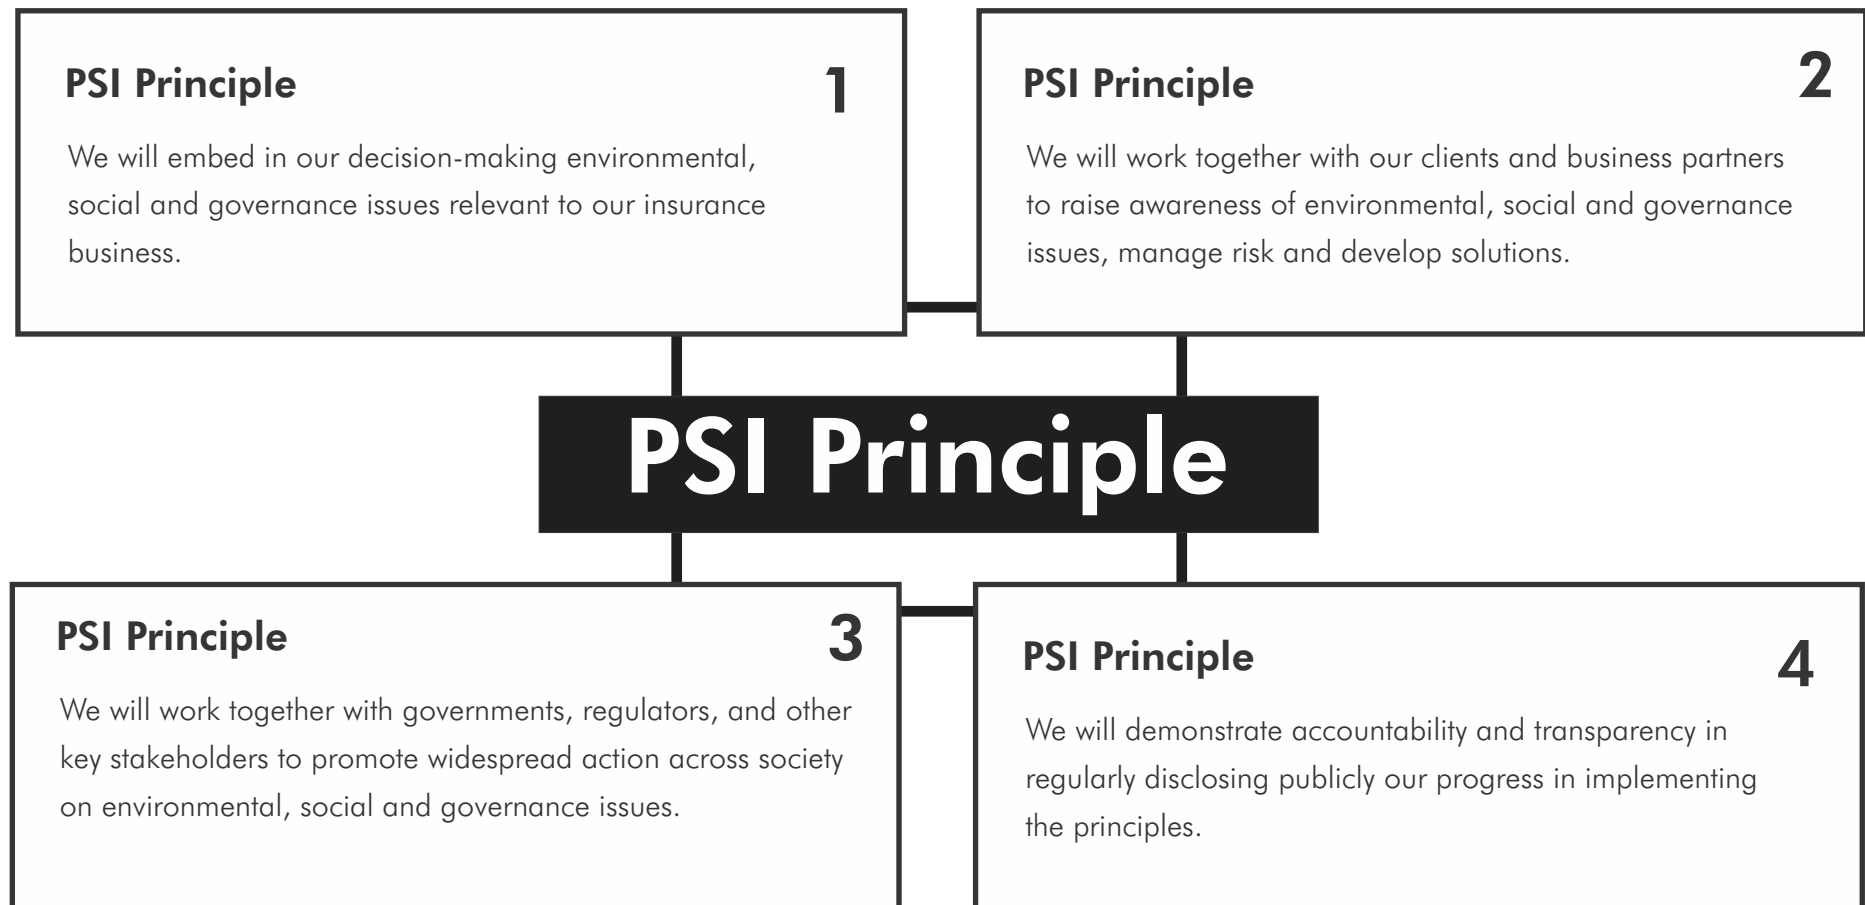 PSI Principle
1
We will embed in our decision-making environmental,
social and governance issues relevant to our insurance
business.
PSI Principle
2
We will work together with our clients and business partners
to raise awareness of environmental, social and governance
issues, manage risk and develop solutions.
PSI Principle
PSI Principle
3
We will work together with governments, regulators, and other
key stakeholders to promote widespread action across society
on environmental, social and governance issues.
PSI Principle
4
We will demonstrate accountability and transparency in
regularly disclosing publicly our progress in implementing
the principles.